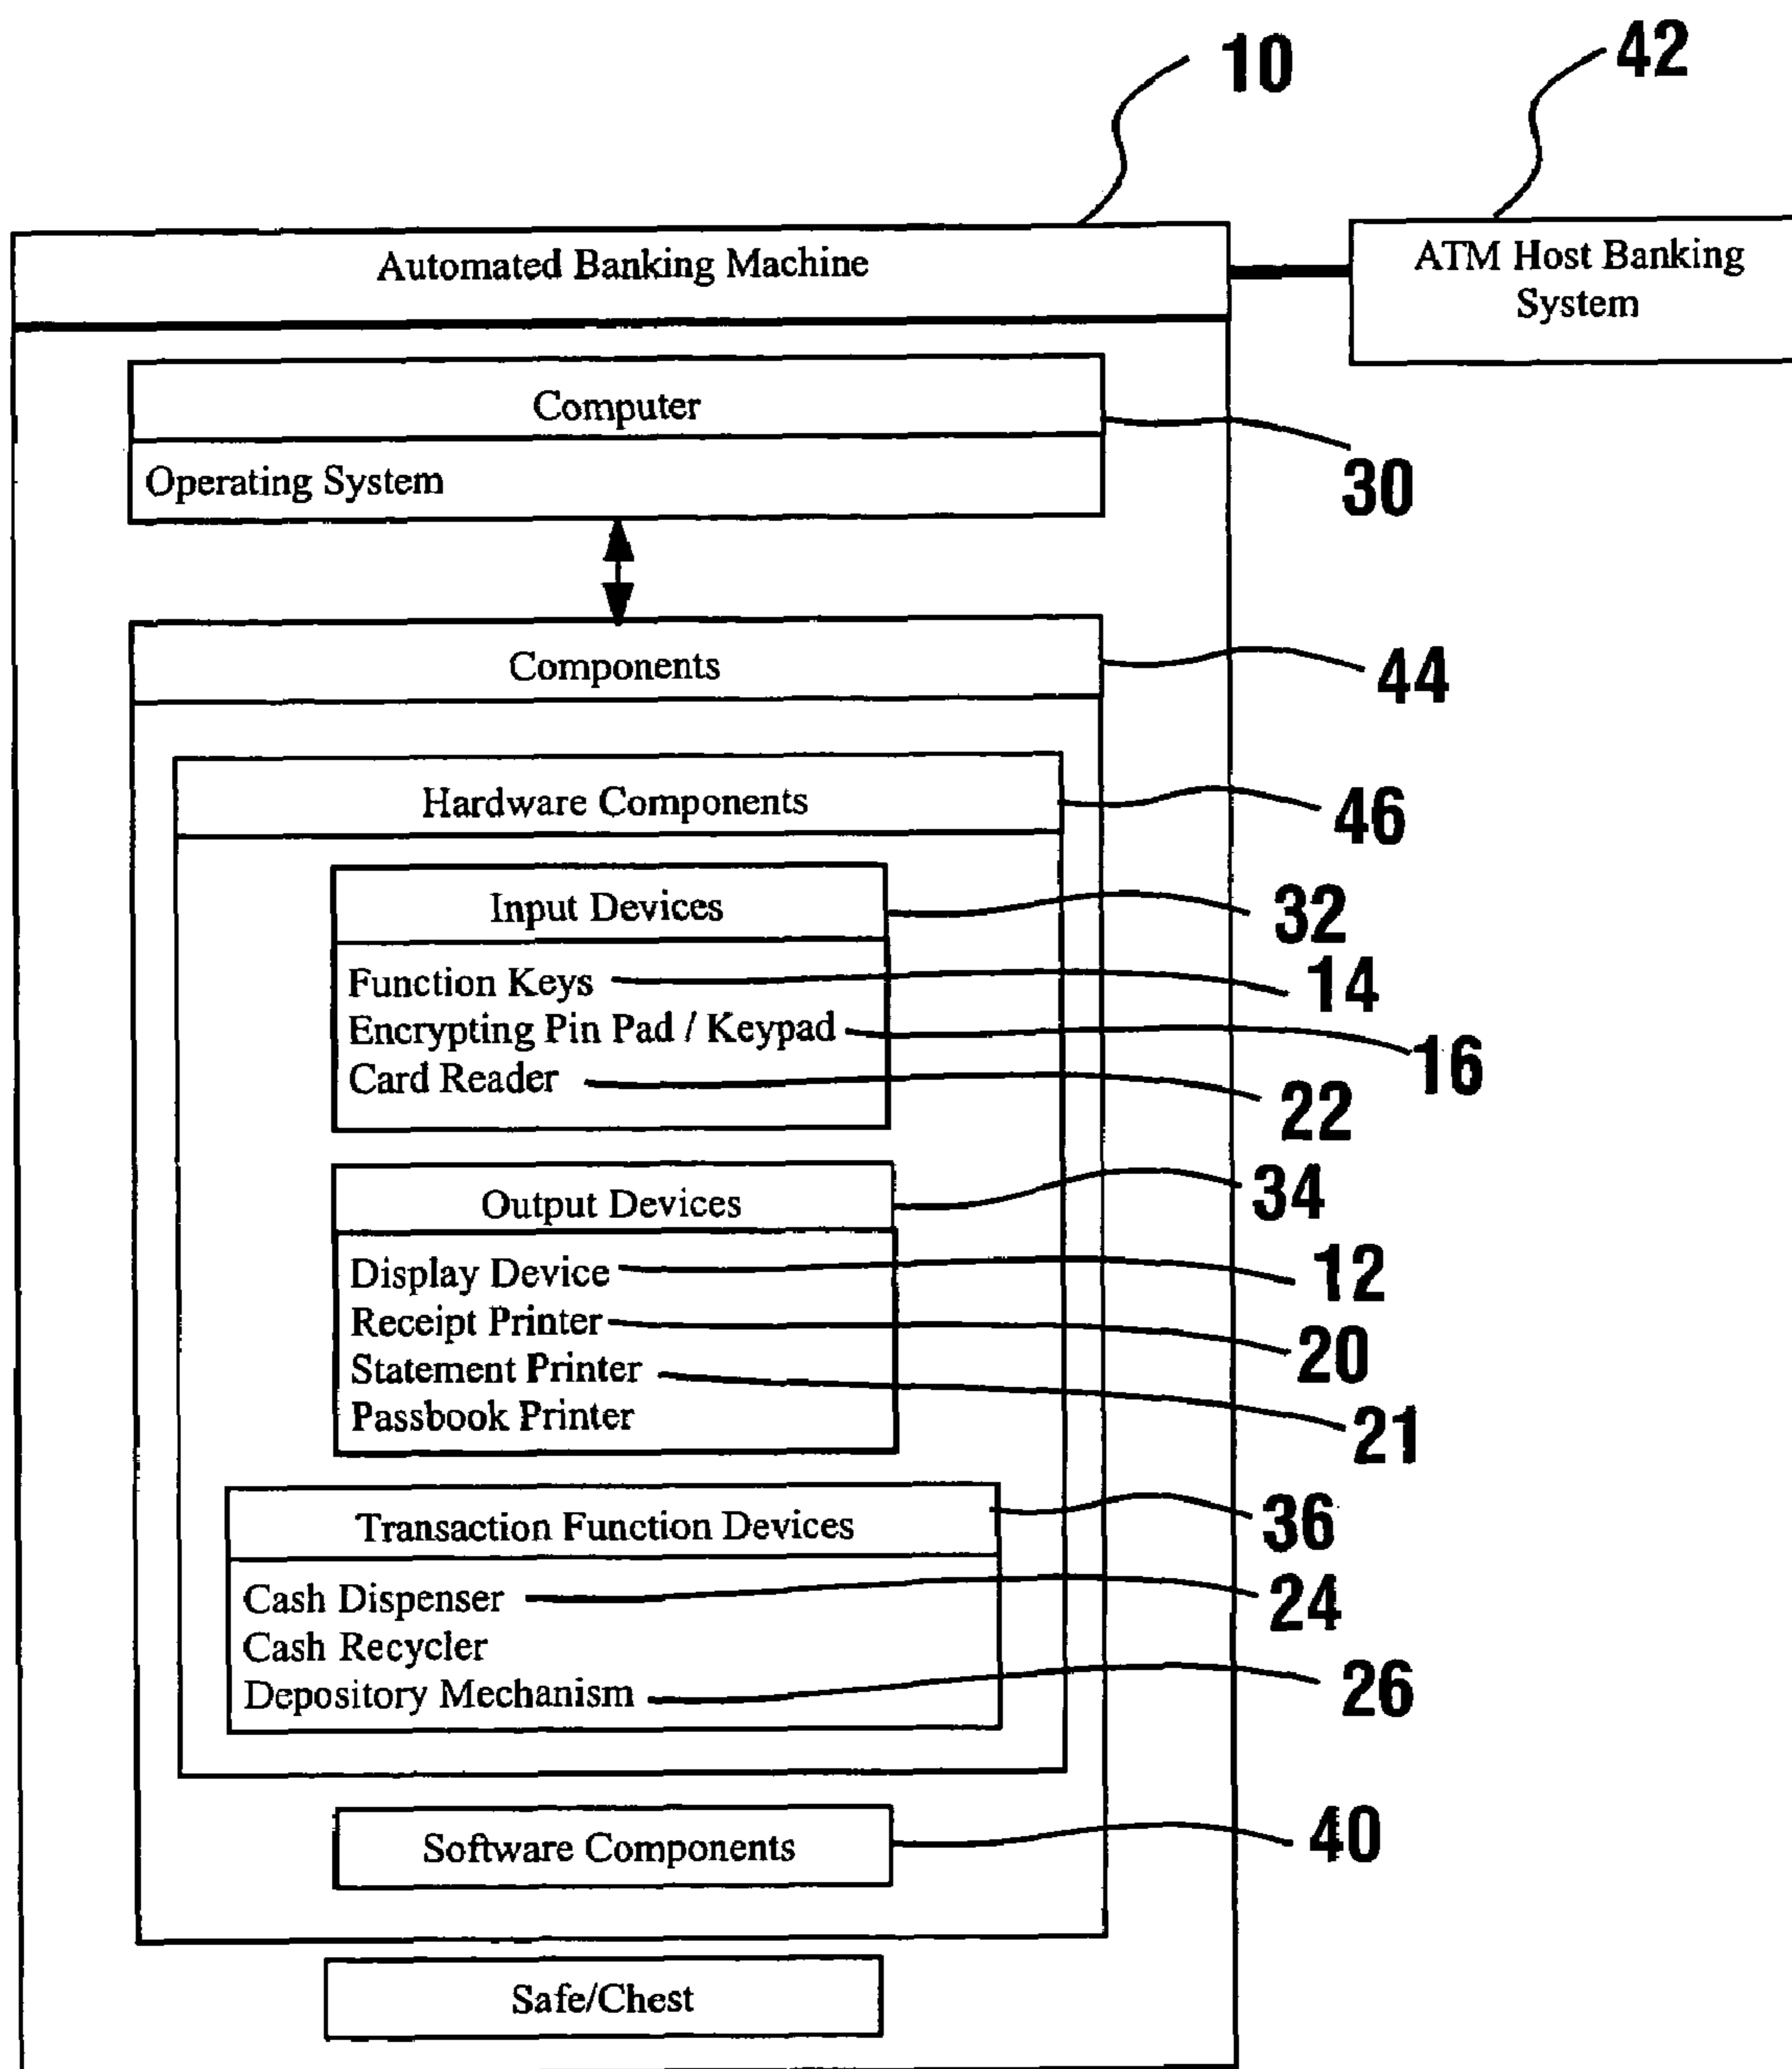 10
42
Automated Banking Machine
ATM Host Banking
System
Computer
30
Operating System
Components
44
Hardware Components
46
Input Devices
32
Function Keys
14
Encrypting Pin Pad / Keypad
16
Card Reader
22
Output Devices
34
Display Device
12
Receipt Printer
20
Statement Printer
21
Passbook Printer
Transaction Function Devices
36
Cash Dispenser
24
Cash Recycler
Depository Mechanism
26
Software Components
40
Safe/Chest